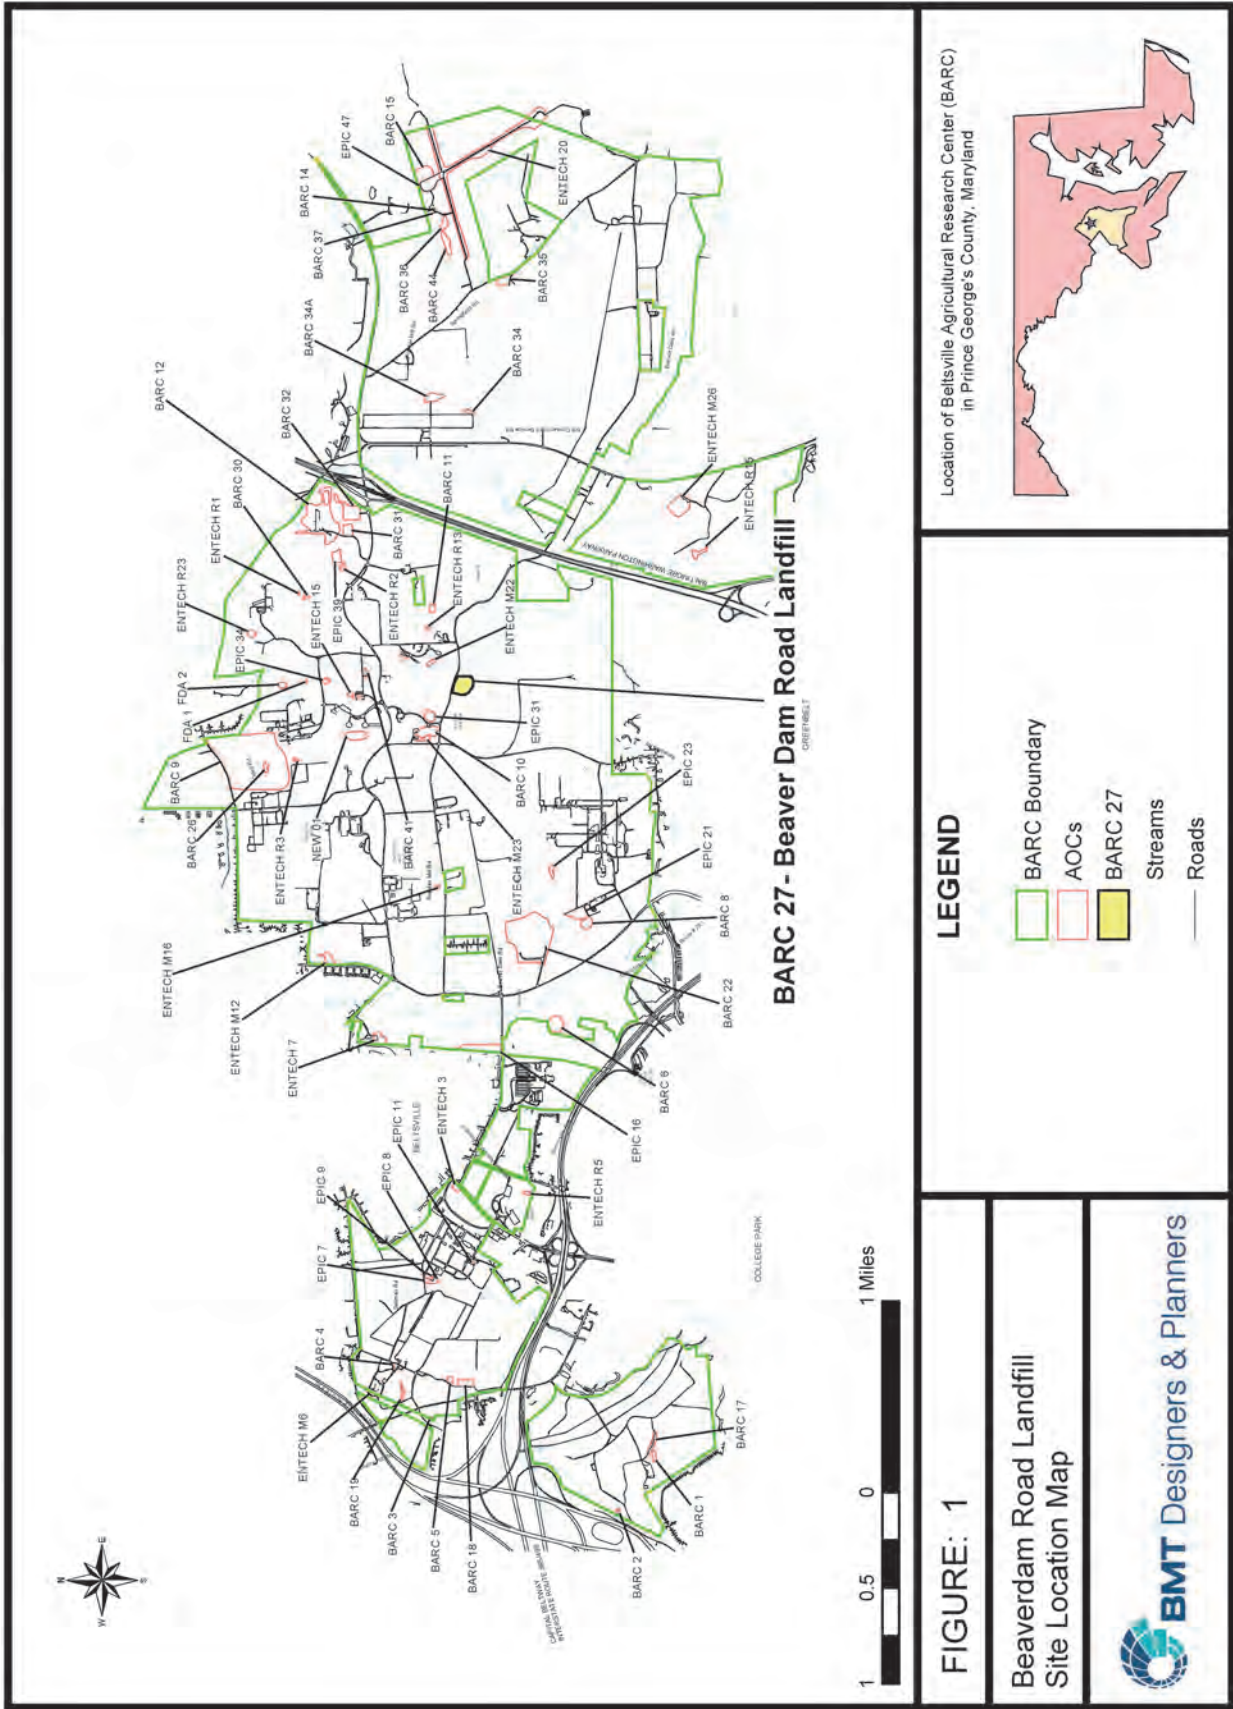 N
W
E
S
ENTECH M6
BARC 4
BARC 19
BARC 3
BARC 5
BARC 18
EPIC 7
EPIC 9
EPIC 8
EPIC 11
BELTSVILLE
ENTECH 3
CAPITAL BELTWAY
BARC 2
BARC 1
BARC 17
COLLEGE PARK
ENTECH R5
EPIC 16
BARC 6
ENTECH 7
ENTECH M12
ENTECH M16
BARC 22
BARC 8
EPIC 21
EPIC 23
BARC 26
BARC 9
ENTECH R3
NEW 01
BARC 41
ENTECH M23
BARC 10
EPIC 31
FDA 1
FDA 2
EPIC 34
ENTECH R23
ENTECH 15
ENTECH R1
EPIC 39
BARC 30
ENTECH R2
BARC 31
ENTECH M22
ENTECH R13
BARC 11
BARC 12
BARC 32
BARC 34A
BARC 34
BARC 44
BARC 36
BARC 37
BARC 14
EPIC 47
BARC 15
ENTECH 20
BARC 35
ENTECH M26
ENTECH R15
BALTIMORE WASHINGTON PARKWAY
GREENBELT
BARC 27- Beaver Dam Road Landfill
1
0.5
0
1 Miles
FIGURE: 1
Beaverdam Road Landfill
Site Location Map
BMT Designers & Planners
LEGEND
BARC Boundary
AOCs
BARC 27
Streams
Roads
Location of Beltsville Agricultural Research Center (BARC)
in Prince George's County, Maryland